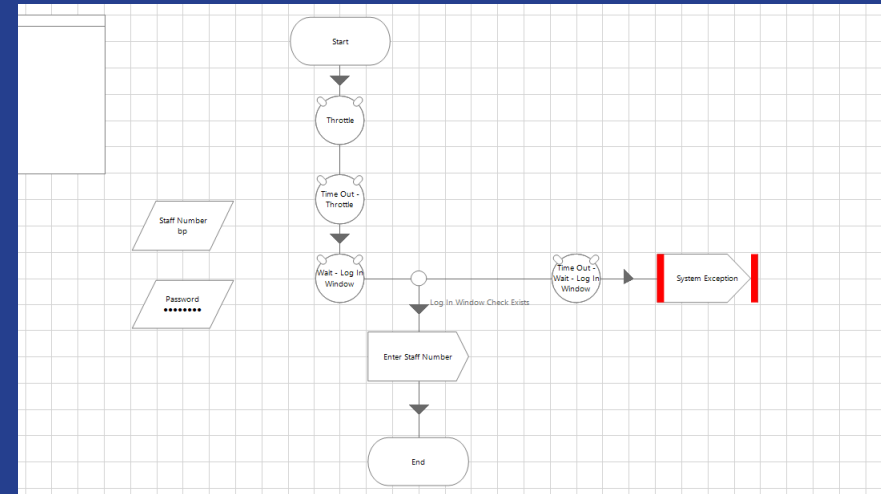 Start
Throttle
Time Out -
Throttle
Staff Number
bp
Wait - Log In
Window
Time Out -
Wait - Log In
Window
System Exception
Password
••••••••
Log In Window Check Exists
Enter Staff Number
End